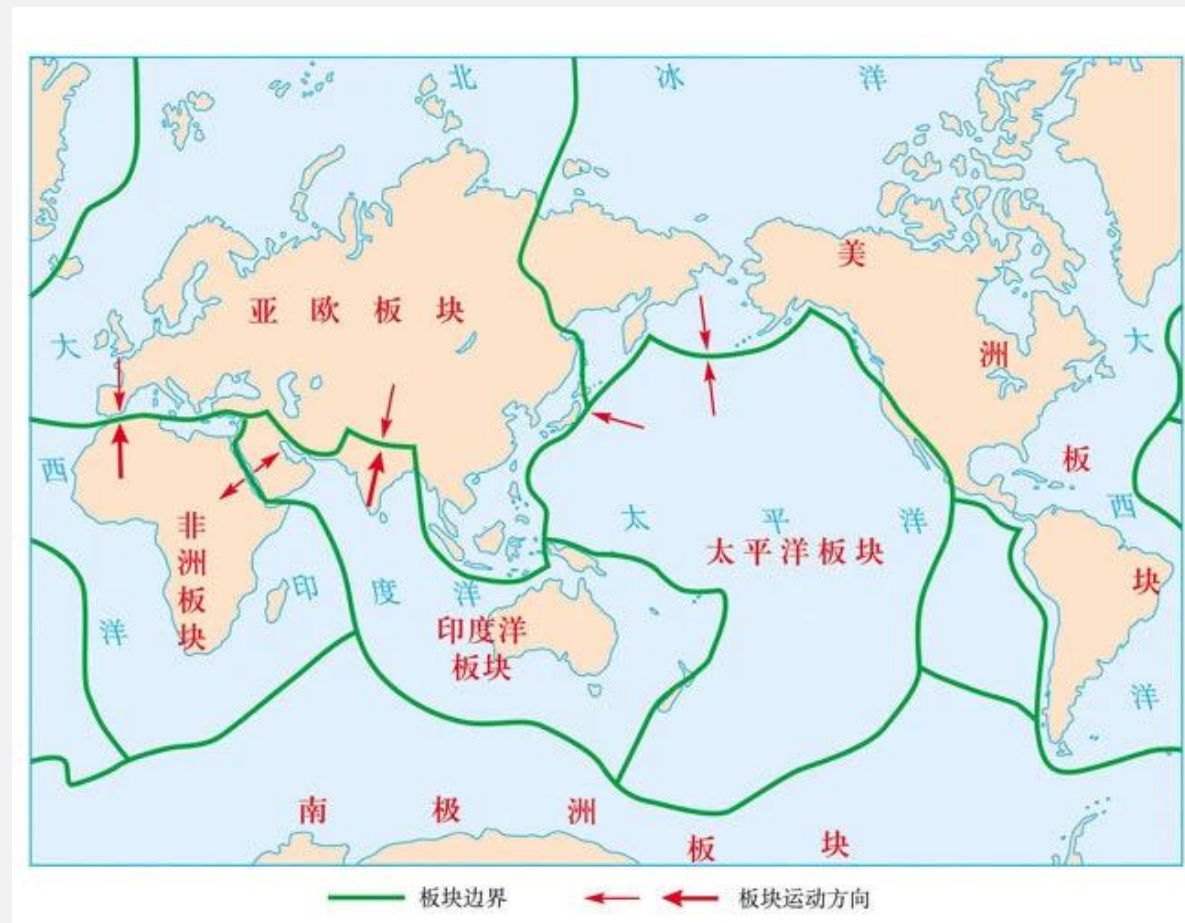 北冰洋
美洲板块
亚欧板块
大西洋
大西洋
太平洋
太平洋板块
非洲板块
印度洋
印度洋
板块
南极洲板块
板块边界
板块运动方向